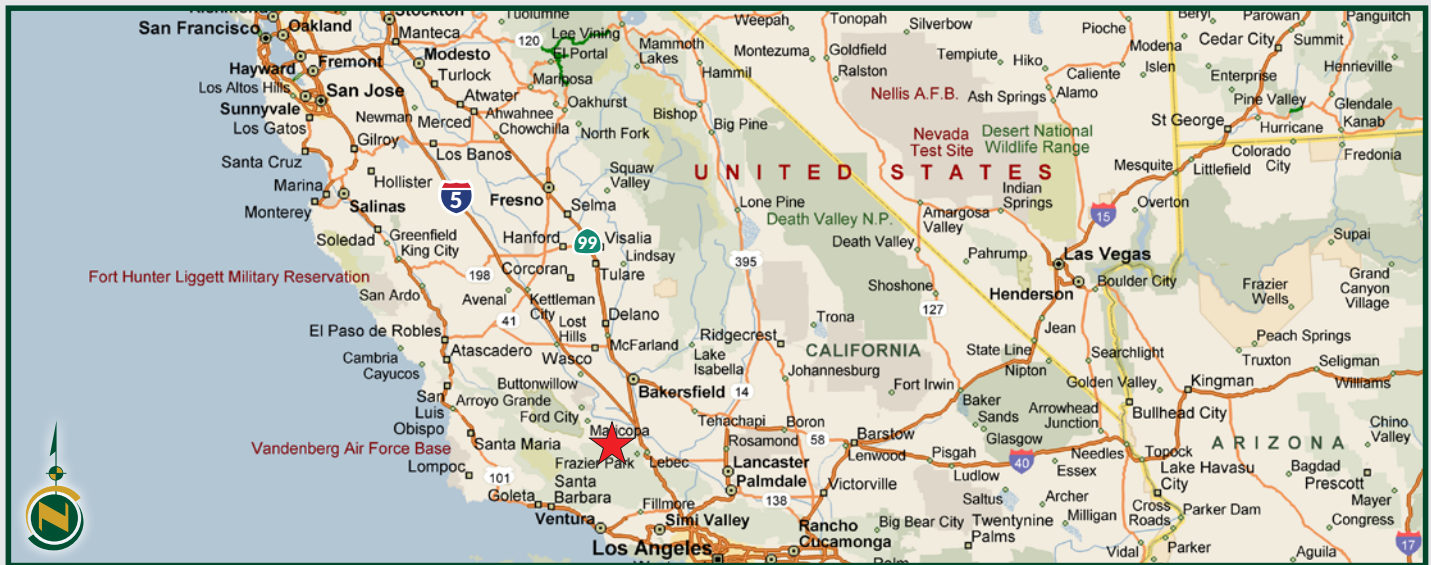 Stockton
Tuolumne
Weepah
Tonopah
Silverbow
Pioche
Beryl
Parowan
Panguitch
San Francisco
Oakland
Manteca
120
Lee Vining
Mammoth
Lakes
Montezuma
Goldfield
Tempiute
Hiko
Modena
Cedar City
Summit
Hayward
Fremont
Modesto
El Portal
Hammil
Ralston
Caliente
Islen
Enterprise
Henrieville
Los Altos Hills
San Jose
Turlock
Mariposa
Nellis A.F.B.
Ash Springs
Alamo
Pine Valley
Glendale
Sunnyvale
Atwater
Oakhurst
Bishop
Los Gatos
Newman
Merced
Ahwahnee
Chowchilla
North Fork
Big Pine
Nevada
Test Site
Desert National
Wildlife Range
St George
Hurricane
Kanab
Gilroy
Los Banos
Colorado
City
Fredonia
Santa Cruz
Squaw
Valley
UNITED STATES
Mesquite
Littlefield
Marina
Hollister
5
Fresno
Selma
Lone Pine
Indian
Springs
Overton
Monterey
Salinas
Death Valley N.P.
Amargosa
Valley
15
Soledad
Greenfield
King City
Hanford
99
Visalia
Lindsay
Death Valley
Pahrump
Las Vegas
Supai
Fort Hunter Liggett Military Reservation
198
Corcoran
Tulare
395
Shoshone
Henderson
Boulder City
Frazier
Wells
Grand
Canyon
Village
San Ardo
Avenal
Kettleman
City
127
El Paso de Robles
41
Lost
Hills
Delano
Trona
Jean
Peach Springs
Atascadero
Wasco
McFarland
Ridgecrest
CALIFORNIA
State Line
Searchlight
Truxton
Seligman
Cambria
Cayucos
Lake
Isabella
Johannesburg
Nipton
Golden Valley
Kingman
Williams
Buttonwillow
Bakersfield
14
Fort Irwin
San
Luis
Obispo
Arroyo Grande
Ford City
Baker
Sands
Arrowhead
Junction
Bullhead City
Maricopa
Tehachapi
Boron
Glasgow
Chino
Valley
Vandenberg Air Force Base
Santa Maria
Rosamond
58
Barstow
Lenwood
Pisgah
40
Needles
Topock
ARIZONA
Lompoc
Frazier Park
Lebec
Lancaster
Ludlow
Essex
Lake Havasu
City
Bagdad
Prescott
101
Santa
Barbara
Palmdale
Victorville
Saltus
Archer
Mayer
Goleta
Fillmore
138
Milligan
Cross
Roads
Parker Dam
Congress
Ventura
Simi Valley
Rancho
Cucamonga
Big Bear City
Twentynine
Palms
N
Los Angeles
Vidal
Parker
Aguila
17